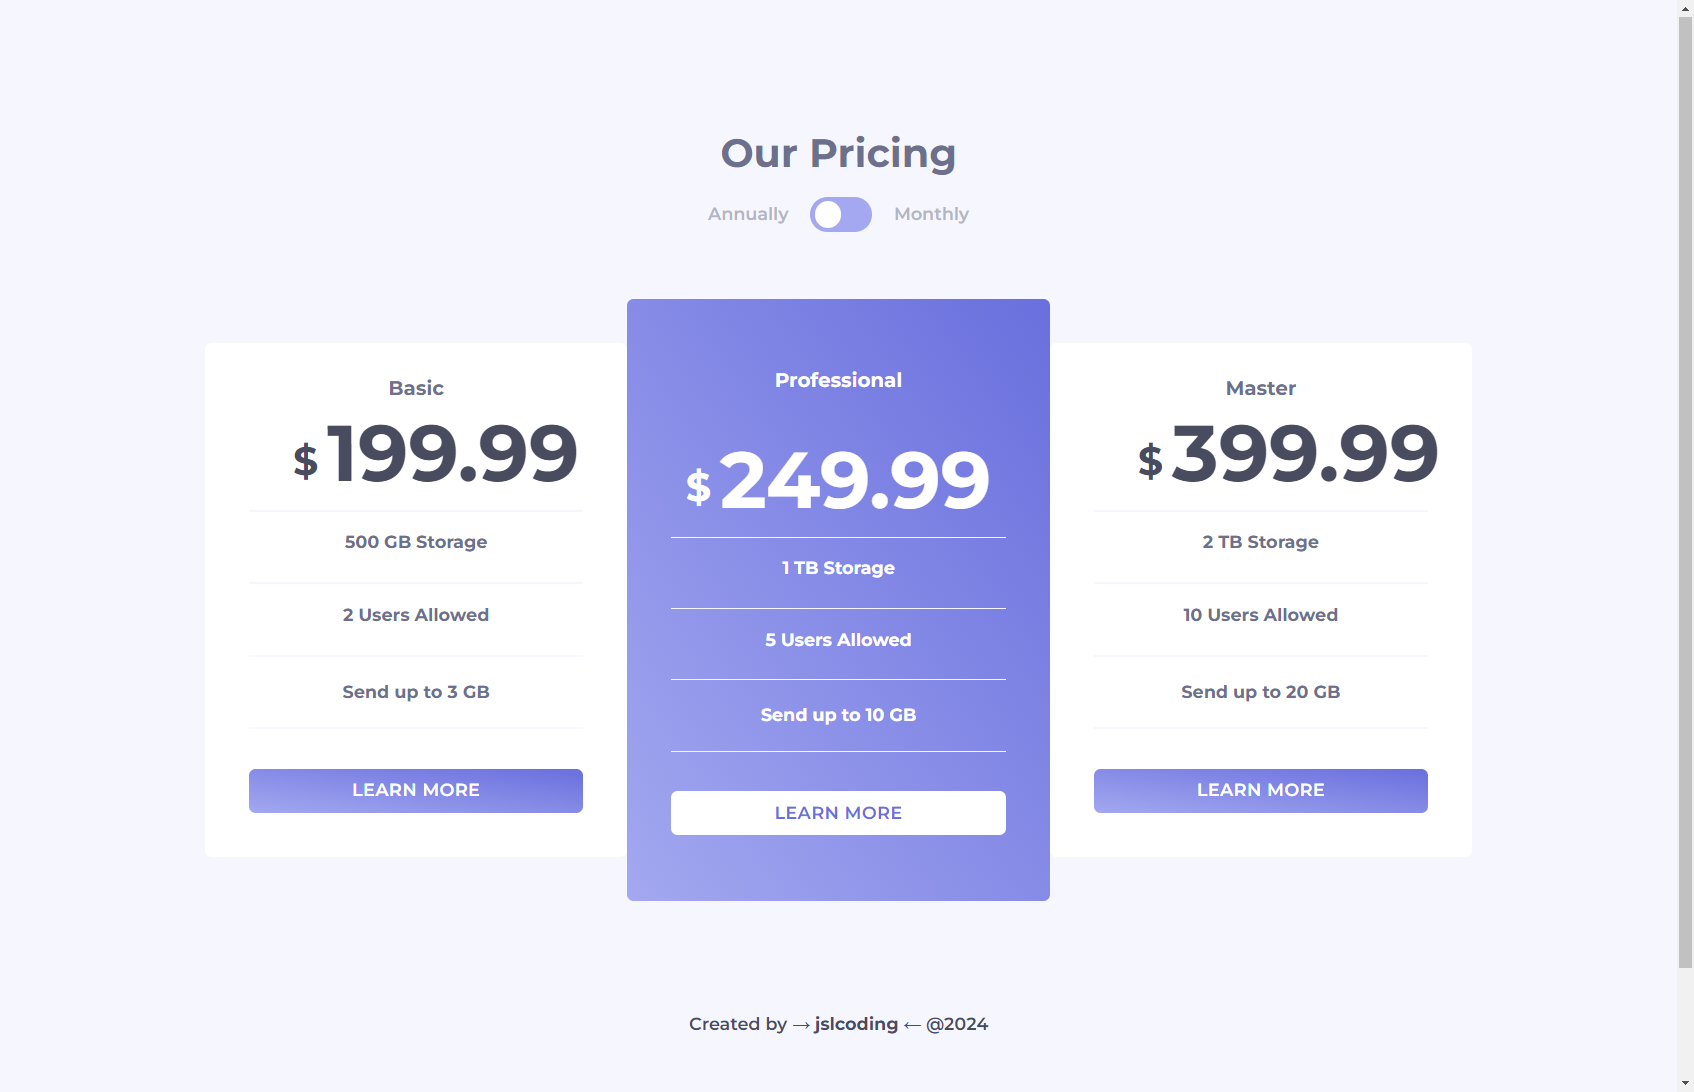 Our Pricing
Annually Monthly
Basic
$199.99
500 GB Storage
2 Users Allowed
Send up to 3 GB
LEARN MORE
Professional
$249.99
1 TB Storage
5 Users Allowed
Send up to 10 GB
LEARN MORE
Master
$399.99
2 TB Storage
10 Users Allowed
Send up to 20 GB
LEARN MORE
Created by → jslcoding ← @2024